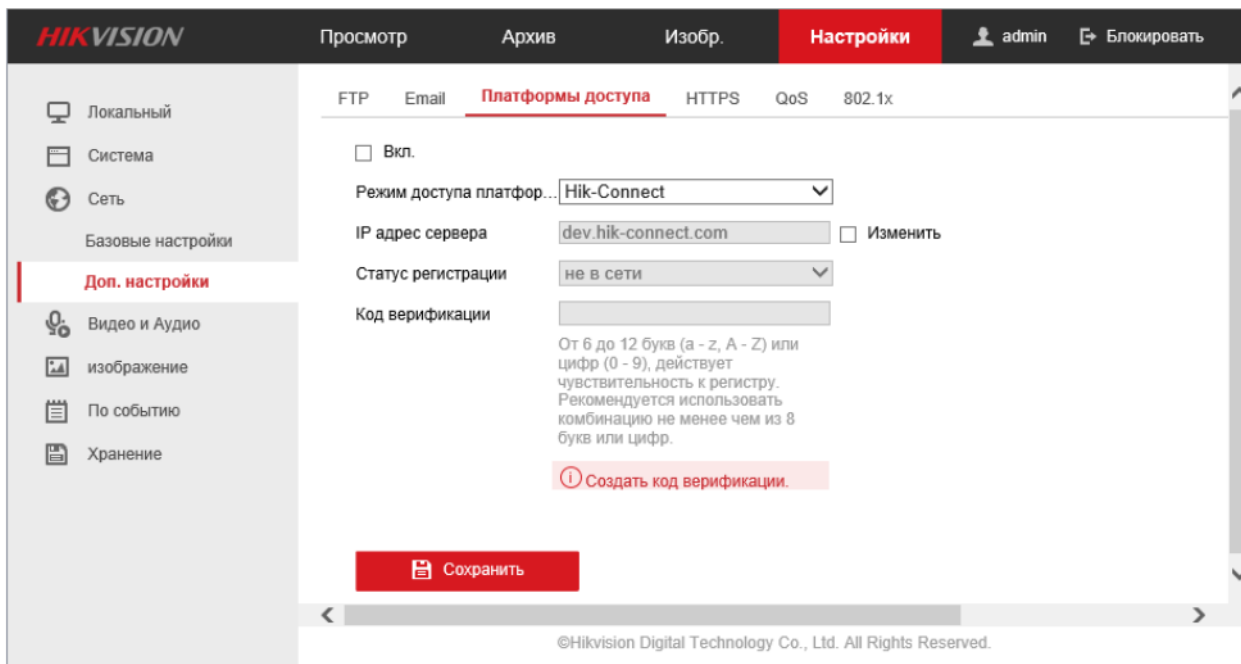 HIKVISION
Просмотр
Архив
Изобр.
Настройки
admin
Блокировать
Локальный
Система
Сеть
Базовые настройки
Доп. настройки
Видео и Аудио
изображение
По событию
Хранение
FTP
Email
Платформы доступа
HTTPS
QoS
802.1x
Вкл.
Режим доступа платфор... Hik-Connect
IP адрес сервера dev.hik-connect.com Изменить
Статус регистрации не в сети
Код верификации
От 6 до 12 букв (a - z, A - Z) или
цифр (0 - 9), действует
чувствительность к регистру.
Рекомендуется использовать
комбинацию не менее чем из 8
букв или цифр.
Создать код верификации.
Сохранить
©Hikvision Digital Technology Co., Ltd. All Rights Reserved.